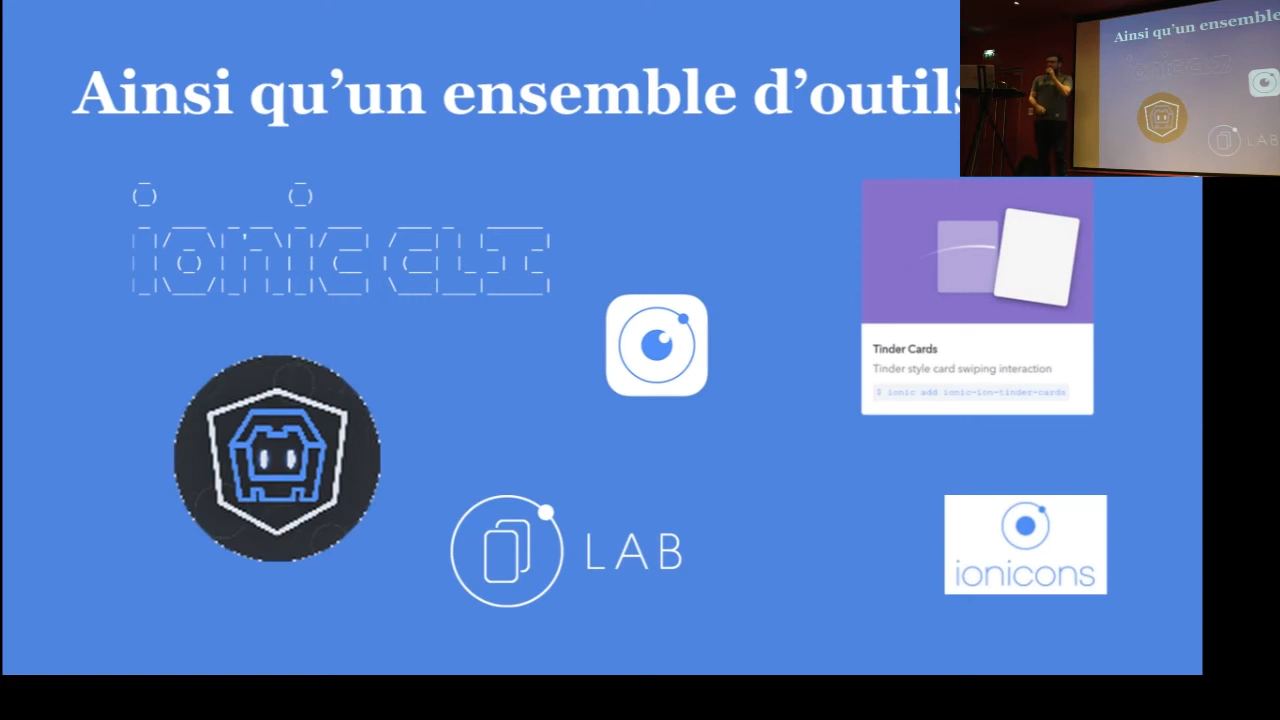 Ainsi qu’un ensemble d’outils
Ainsi qu’un ensemble
ionic CLI
LAB
Tinder Cards
Tinder style card swiping interaction
$ ionic add ionic-ion-tinder-cards
LAB
ionicons